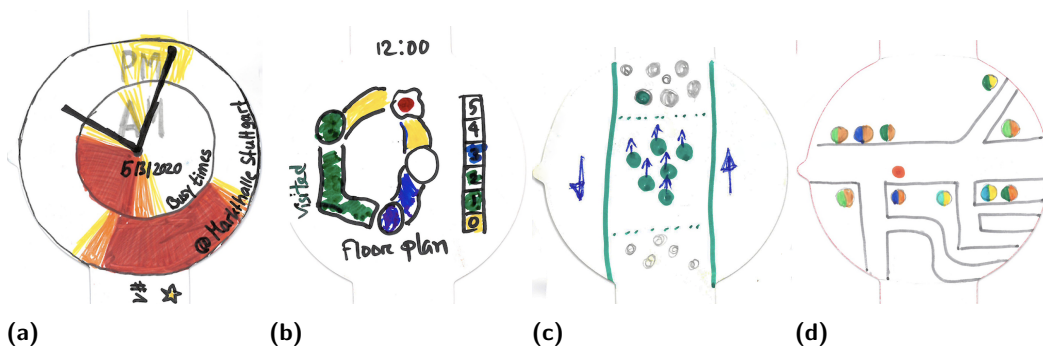 PM
AM
5/3/2020
Busy times
@ Markthalle Stuttgart
12:00
visited
Floor plan
5
4
3
2
1
0
(a)
(b)
(c)
(d)